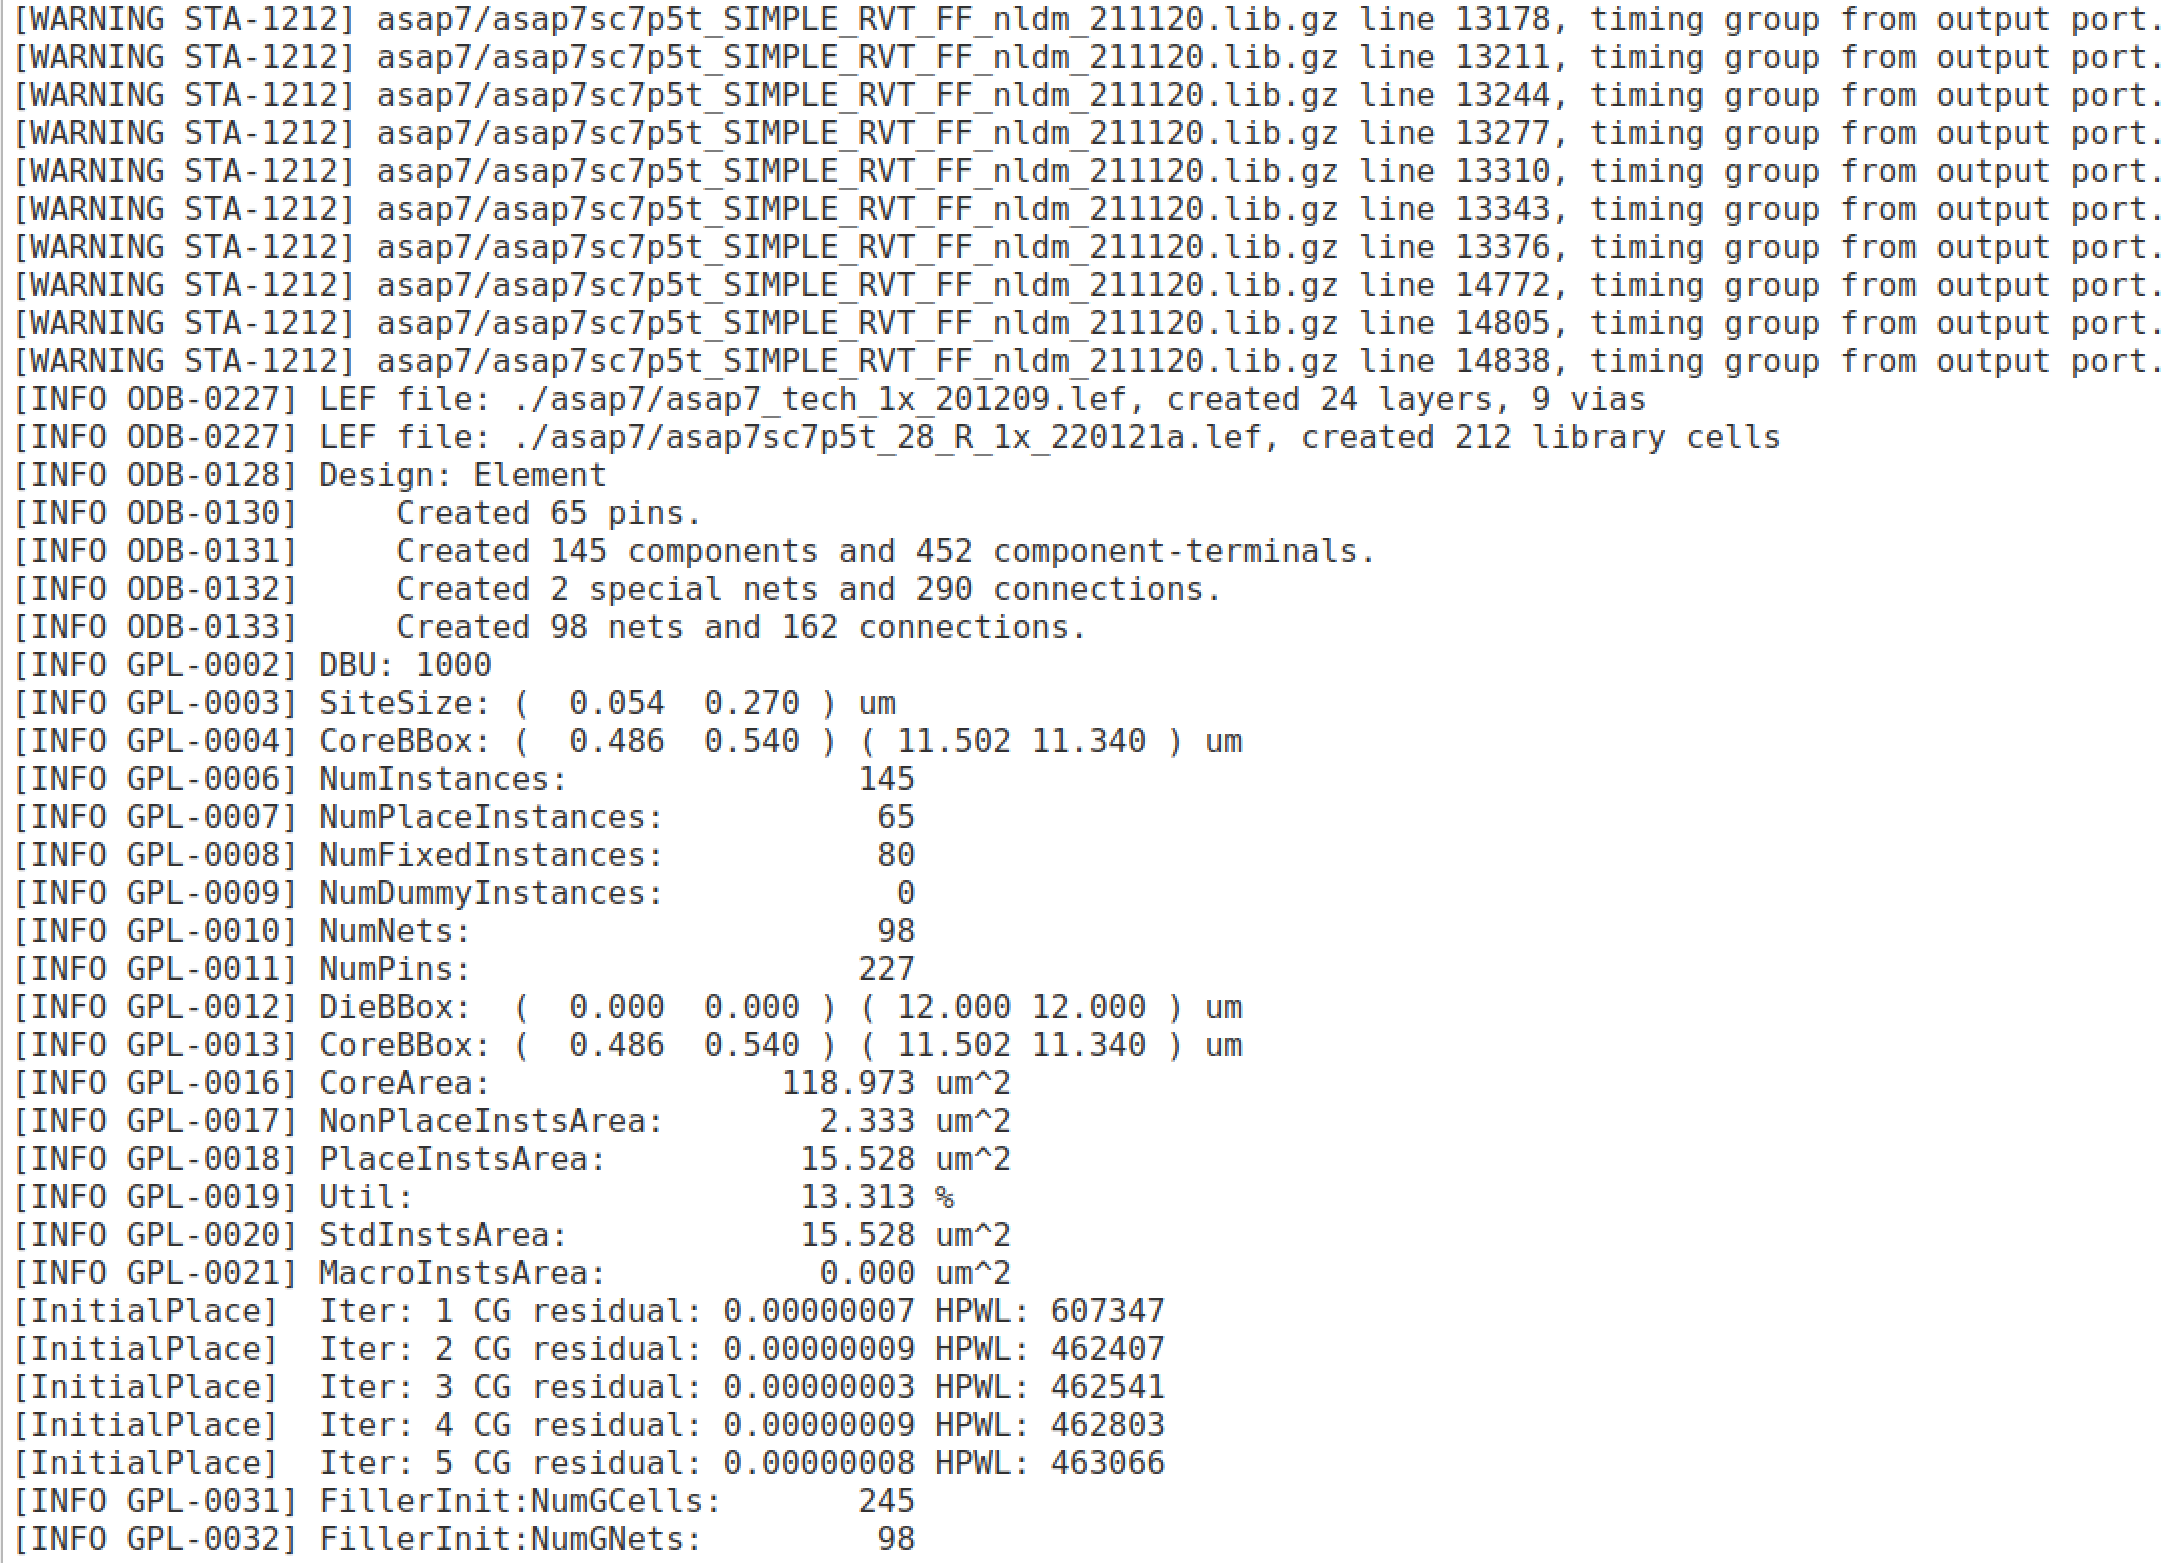 [WARNING STA-1212] asap7/asap7sc7p5t_SIMPLE_RVT_FF_nldm_211120.lib.gz line 13178, timing group from output port.
[WARNING STA-1212] asap7/asap7sc7p5t_SIMPLE_RVT_FF_nldm_211120.lib.gz line 13211, timing group from output port.
[WARNING STA-1212] asap7/asap7sc7p5t_SIMPLE_RVT_FF_nldm_211120.lib.gz line 13244, timing group from output port.
[WARNING STA-1212] asap7/asap7sc7p5t_SIMPLE_RVT_FF_nldm_211120.lib.gz line 13277, timing group from output port.
[WARNING STA-1212] asap7/asap7sc7p5t_SIMPLE_RVT_FF_nldm_211120.lib.gz line 13310, timing group from output port.
[WARNING STA-1212] asap7/asap7sc7p5t_SIMPLE_RVT_FF_nldm_211120.lib.gz line 13343, timing group from output port.
[WARNING STA-1212] asap7/asap7sc7p5t_SIMPLE_RVT_FF_nldm_211120.lib.gz line 13376, timing group from output port.
[WARNING STA-1212] asap7/asap7sc7p5t_SIMPLE_RVT_FF_nldm_211120.lib.gz line 14772, timing group from output port.
[WARNING STA-1212] asap7/asap7sc7p5t_SIMPLE_RVT_FF_nldm_211120.lib.gz line 14805, timing group from output port.
[WARNING STA-1212] asap7/asap7sc7p5t_SIMPLE_RVT_FF_nldm_211120.lib.gz line 14838, timing group from output port.
[INFO ODB-0227] LEF file: ./asap7/asap7_tech_1x_201209.lef, created 24 layers, 9 vias
[INFO ODB-0227] LEF file: ./asap7/asap7sc7p5t_28_R_1x_220121a.lef, created 212 library cells
[INFO ODB-0128] Design: Element
[INFO ODB-0130]     Created 65 pins.
[INFO ODB-0131]     Created 145 components and 452 component-terminals.
[INFO ODB-0132]     Created 2 special nets and 290 connections.
[INFO ODB-0133]     Created 98 nets and 162 connections.
[INFO GPL-0002] DBU: 1000
[INFO GPL-0003] SiteSize: (  0.054  0.270 ) um
[INFO GPL-0004] CoreBBox: (  0.486  0.540 ) ( 11.502 11.340 ) um
[INFO GPL-0006] NumInstances:               145
[INFO GPL-0007] NumPlaceInstances:           65
[INFO GPL-0008] NumFixedInstances:           80
[INFO GPL-0009] NumDummyInstances:            0
[INFO GPL-0010] NumNets:                     98
[INFO GPL-0011] NumPins:                    227
[INFO GPL-0012] DieBBox:  (  0.000  0.000 ) ( 12.000 12.000 ) um
[INFO GPL-0013] CoreBBox: (  0.486  0.540 ) ( 11.502 11.340 ) um
[INFO GPL-0016] CoreArea:               118.973 um^2
[INFO GPL-0017] NonPlaceInstsArea:        2.333 um^2
[INFO GPL-0018] PlaceInstsArea:          15.528 um^2
[INFO GPL-0019] Util:                    13.313 %
[INFO GPL-0020] StdInstsArea:            15.528 um^2
[INFO GPL-0021] MacroInstsArea:           0.000 um^2
[InitialPlace]  Iter: 1 CG residual: 0.00000007 HPWL: 607347
[InitialPlace]  Iter: 2 CG residual: 0.00000009 HPWL: 462407
[InitialPlace]  Iter: 3 CG residual: 0.00000003 HPWL: 462541
[InitialPlace]  Iter: 4 CG residual: 0.00000009 HPWL: 462803
[InitialPlace]  Iter: 5 CG residual: 0.00000008 HPWL: 463066
[INFO GPL-0031] FillerInit:NumGCells:       245
[INFO GPL-0032] FillerInit:NumGNets:         98